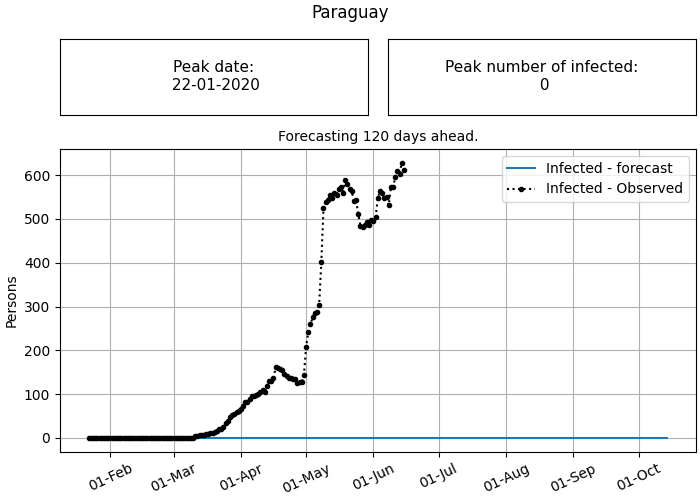 Paraguay
Peak date:
22-01-2020
Peak number of infected:
0
Forecasting 120 days ahead.
Infected - forecast
Infected - Observed
Persons
600
500
400
300
200
100
0
01-Feb
01-Mar
01-Apr
01-May
01-Jun
01-Jul
01-Aug
01-Sep
01-Oct